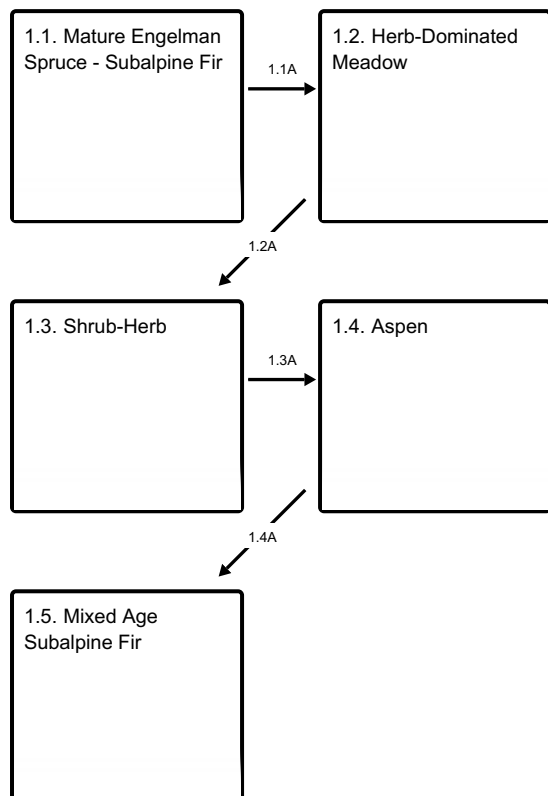 1.1. Mature Engelman
Spruce - Subalpine Fir
1.1A
1.2. Herb-Dominated
Meadow
1.2A
1.3. Shrub-Herb
1.3A
1.4. Aspen
1.4A
1.5. Mixed Age
Subalpine Fir